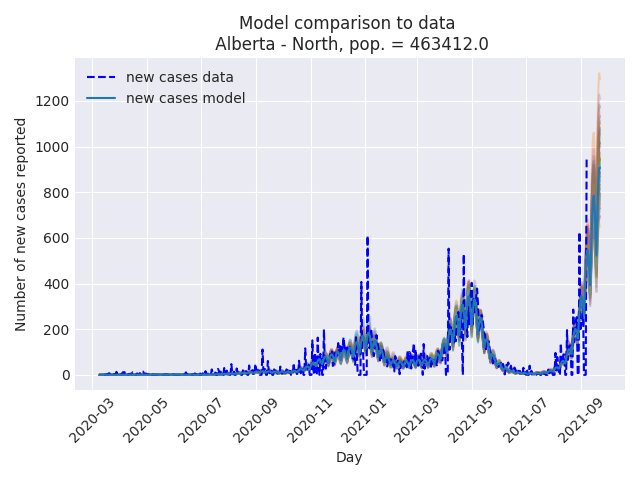 Model comparison to data
Alberta - North, pop. = 463412.0
new cases data
new cases model
Number of new cases reported
1200
1000
800
600
400
200
0
2020-03
2020-05
2020-07
2020-09
2020-11
2021-01
2021-03
2021-05
2021-07
2021-09
Day